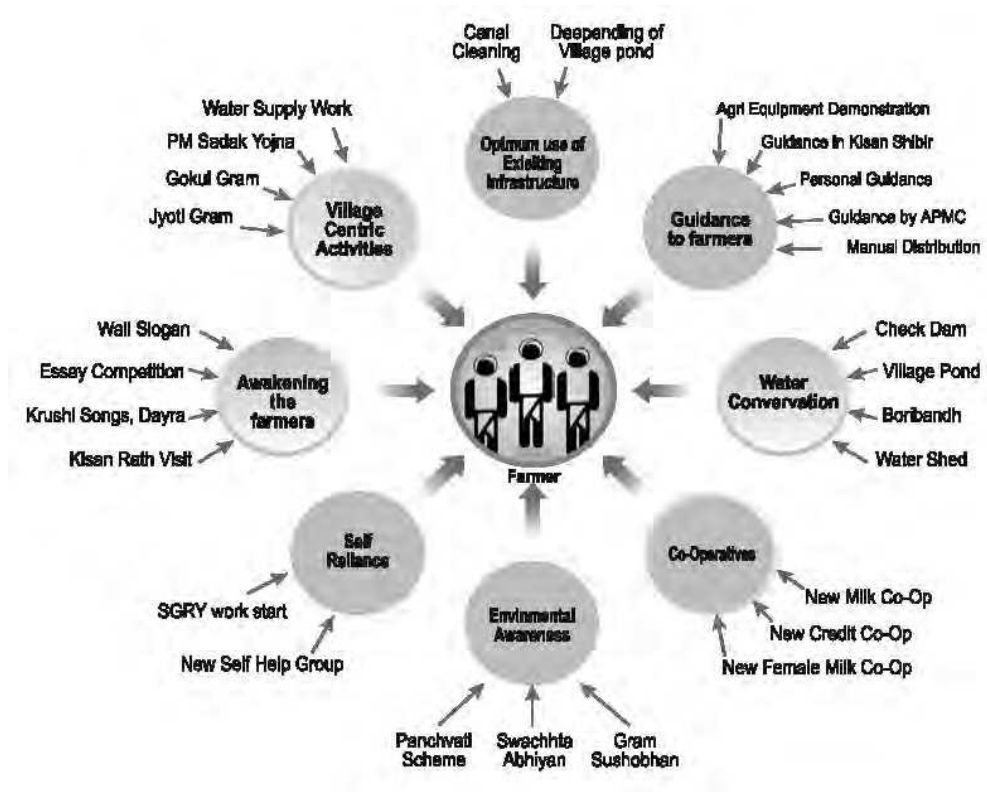 Canal
Cleaning
Deepending of
Village pond
Optimum use of
Exisiting
Infrastructure
Agri Equipment Demonstration
Guidance in Kisan Shibir
Personal Guidance
Guidance by APMC
Manual Distribution
Guidance
to farmers
Water Supply Work
PM Sadak Yojna
Gokul Gram
Jyoti Gram
Village
Centric
Activities
Wall Slogan
Essay Competition
Krushi Songs, Dayra
Kisan Rath Visit
Awakening
the
farmers
Farmer
Water
Convervation
Check Dam
Village Pond
Boribandh
Water Shed
Self
Reliance
SGRY work start
New Self Help Group
Envinmental
Awareness
Panchvati
Scheme
Swachhta
Abhiyan
Gram
Sushobhan
Co-Operatives
New Milk Co-Op
New Credit Co-Op
New Female Milk Co-Op